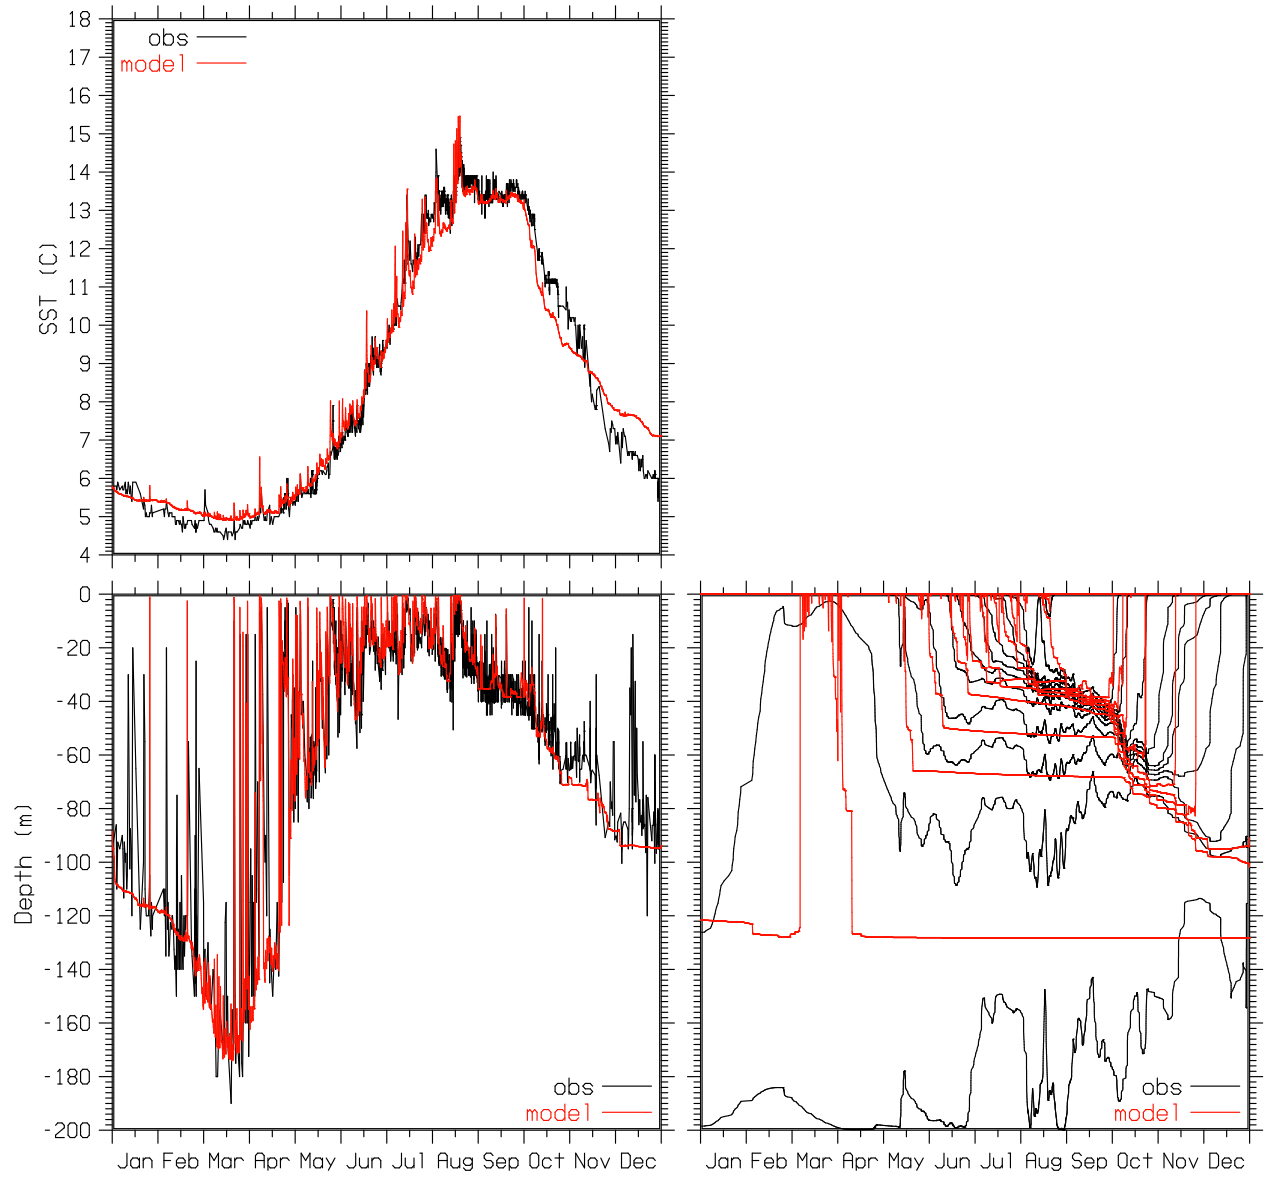 18
17
16
15
14
13
12
11
10
9
8
7
6
5
4
SST (C)
obs
model
0
-20
-40
-60
-80
-100
-120
-140
-160
-180
-200
Depth (m)
obs
model
Jan Feb Mar Apr May Jun Jul Aug Sep Oct Nov Dec
obs
model
Jan Feb Mar Apr May Jun Jul Aug Sep Oct Nov Dec